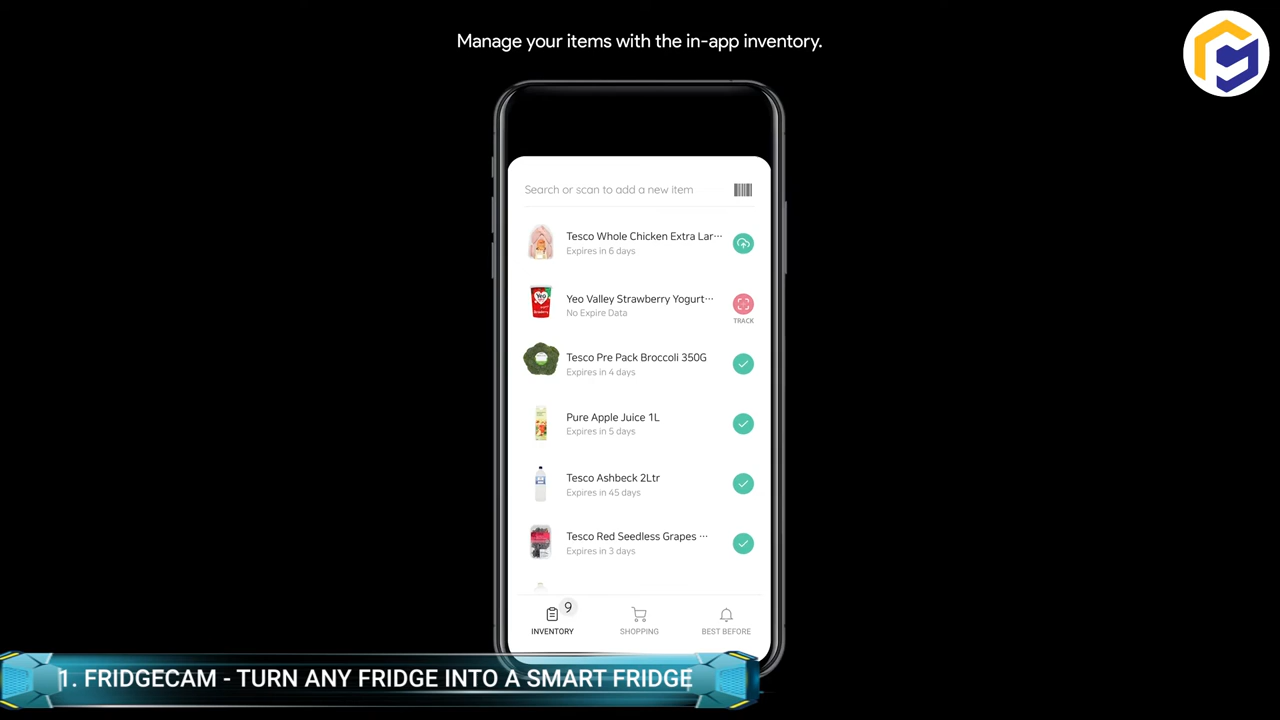 Manage your items with the in-app inventory.
Search or scan to add a new item
Tesco Whole Chicken Extra Lar···
Expires in 6 days
Yeo Valley Strawberry Yogurt···
No Expire Data
TRACK
Tesco Pre Pack Broccoli 350G
Expires in 4 days
Pure Apple Juice 1L
Expires in 5 days
Tesco Ashbeck 2Ltr
Expires in 45 days
Tesco Red Seedless Grapes ···
Expires in 3 days
9
INVENTORY
SHOPPING
BEST BEFORE
1. FRIDGECAM - TURN ANY FRIDGE INTO A SMART FRIDGE